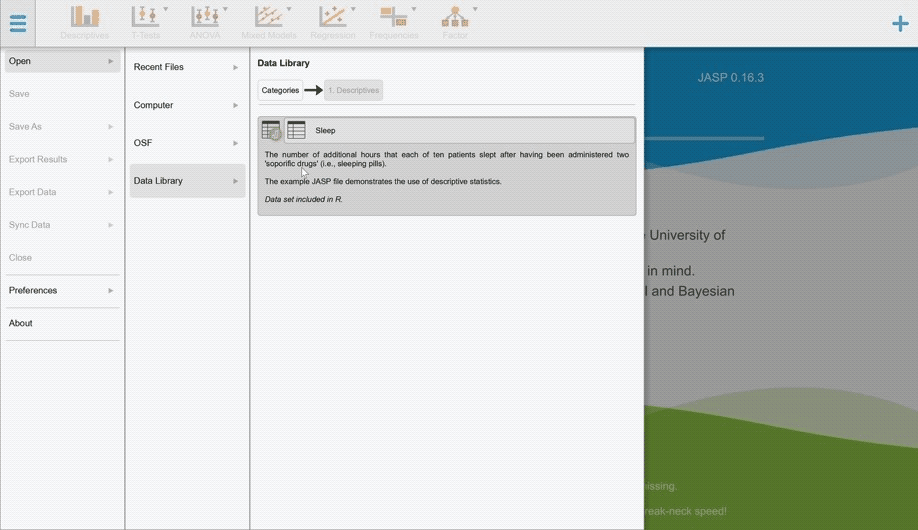 Descriptives
T-Tests
ANOVA
Mixed Models
Regression
Frequencies
Factor
Open
Save
Save As
Export Results
Export Data
Sync Data
Close
Preferences
About
Recent Files
Computer
OSF
Data Library
Data Library
Categories
1. Descriptives
Sleep
The number of additional hours that each of ten patients slept after having been administered two
'soporific drugs' (i.e., sleeping pills).
The example JASP file demonstrates the use of descriptive statistics.
Data set included in R.
JASP 0.16.3
University of
in mind.
and Bayesian
issing.
reak-neck speed!